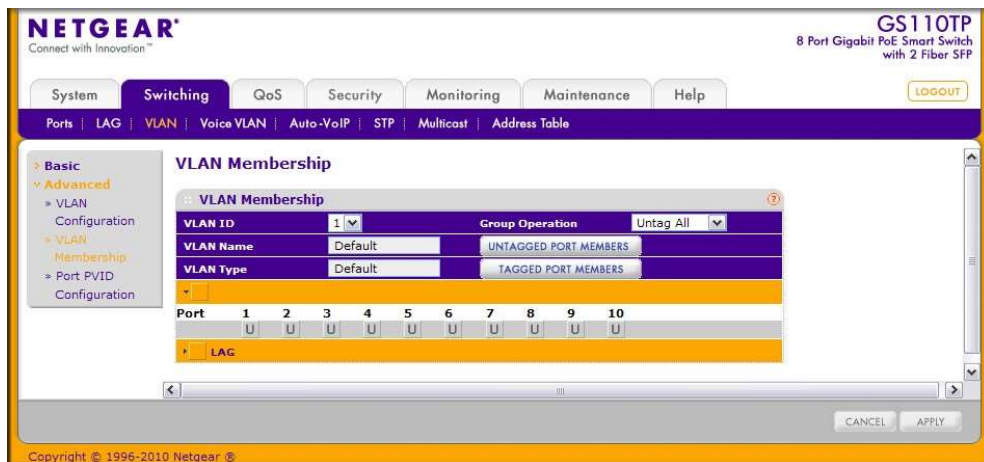 NETGEAR®
Connect with Innovation™
GS110TP
8 Port Gigabit PoE Smart Switch
with 2 Fiber SFP
System Switching QoS Security Monitoring Maintenance Help LOGOUT
Ports LAG VLAN Voice VLAN Auto-VoIP STP Multicast Address Table
Basic
Advanced
VLAN
Configuration
VLAN
Membership
Port PVID
Configuration
VLAN Membership
VLAN Membership
VLAN ID 1 Group Operation Untag All
VLAN Name Default UNTAGGED PORT MEMBERS
VLAN Type Default TAGGED PORT MEMBERS
Port 1 2 3 4 5 6 7 8 9 10
U U U U U U U U U U
LAG
CANCEL APPLY
Copyright © 1996-2010 Netgear ®